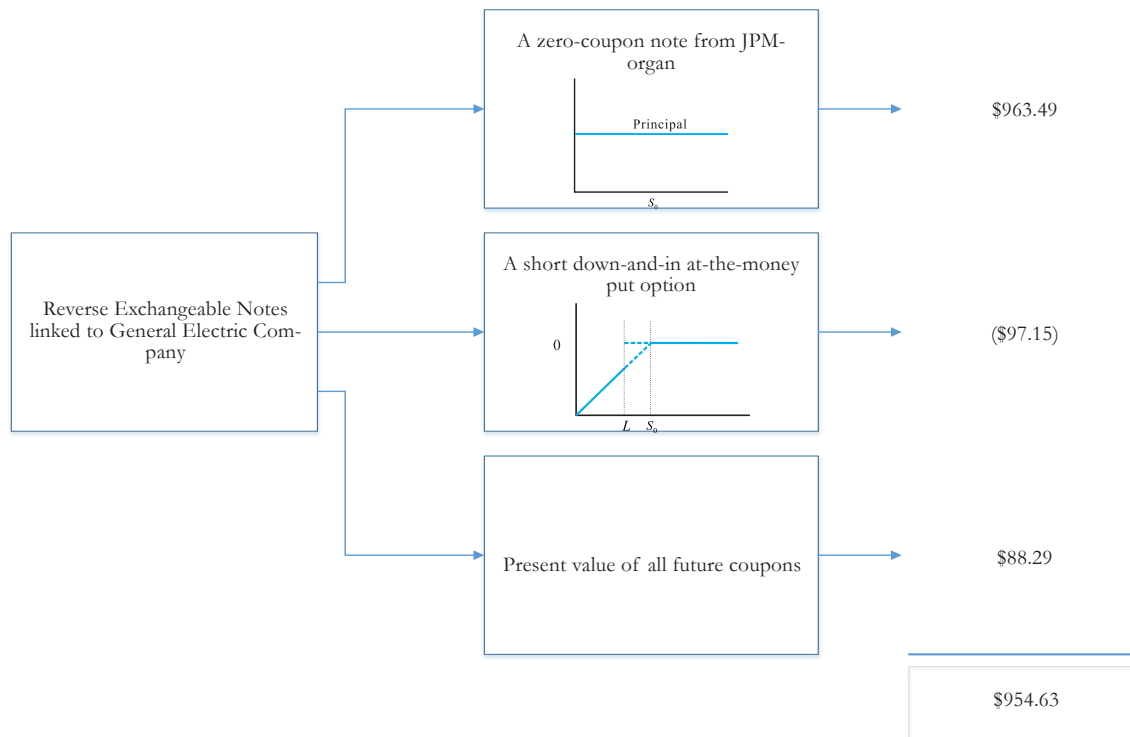 A zero-coupon note from JPM-
organ
Principal
S₀
$963.49
Reverse Exchangeable Notes
linked to General Electric Com-
pany
A short down-and-in at-the-money
put option
0
L S₀
($97.15)
Present value of all future coupons
$88.29
$954.63